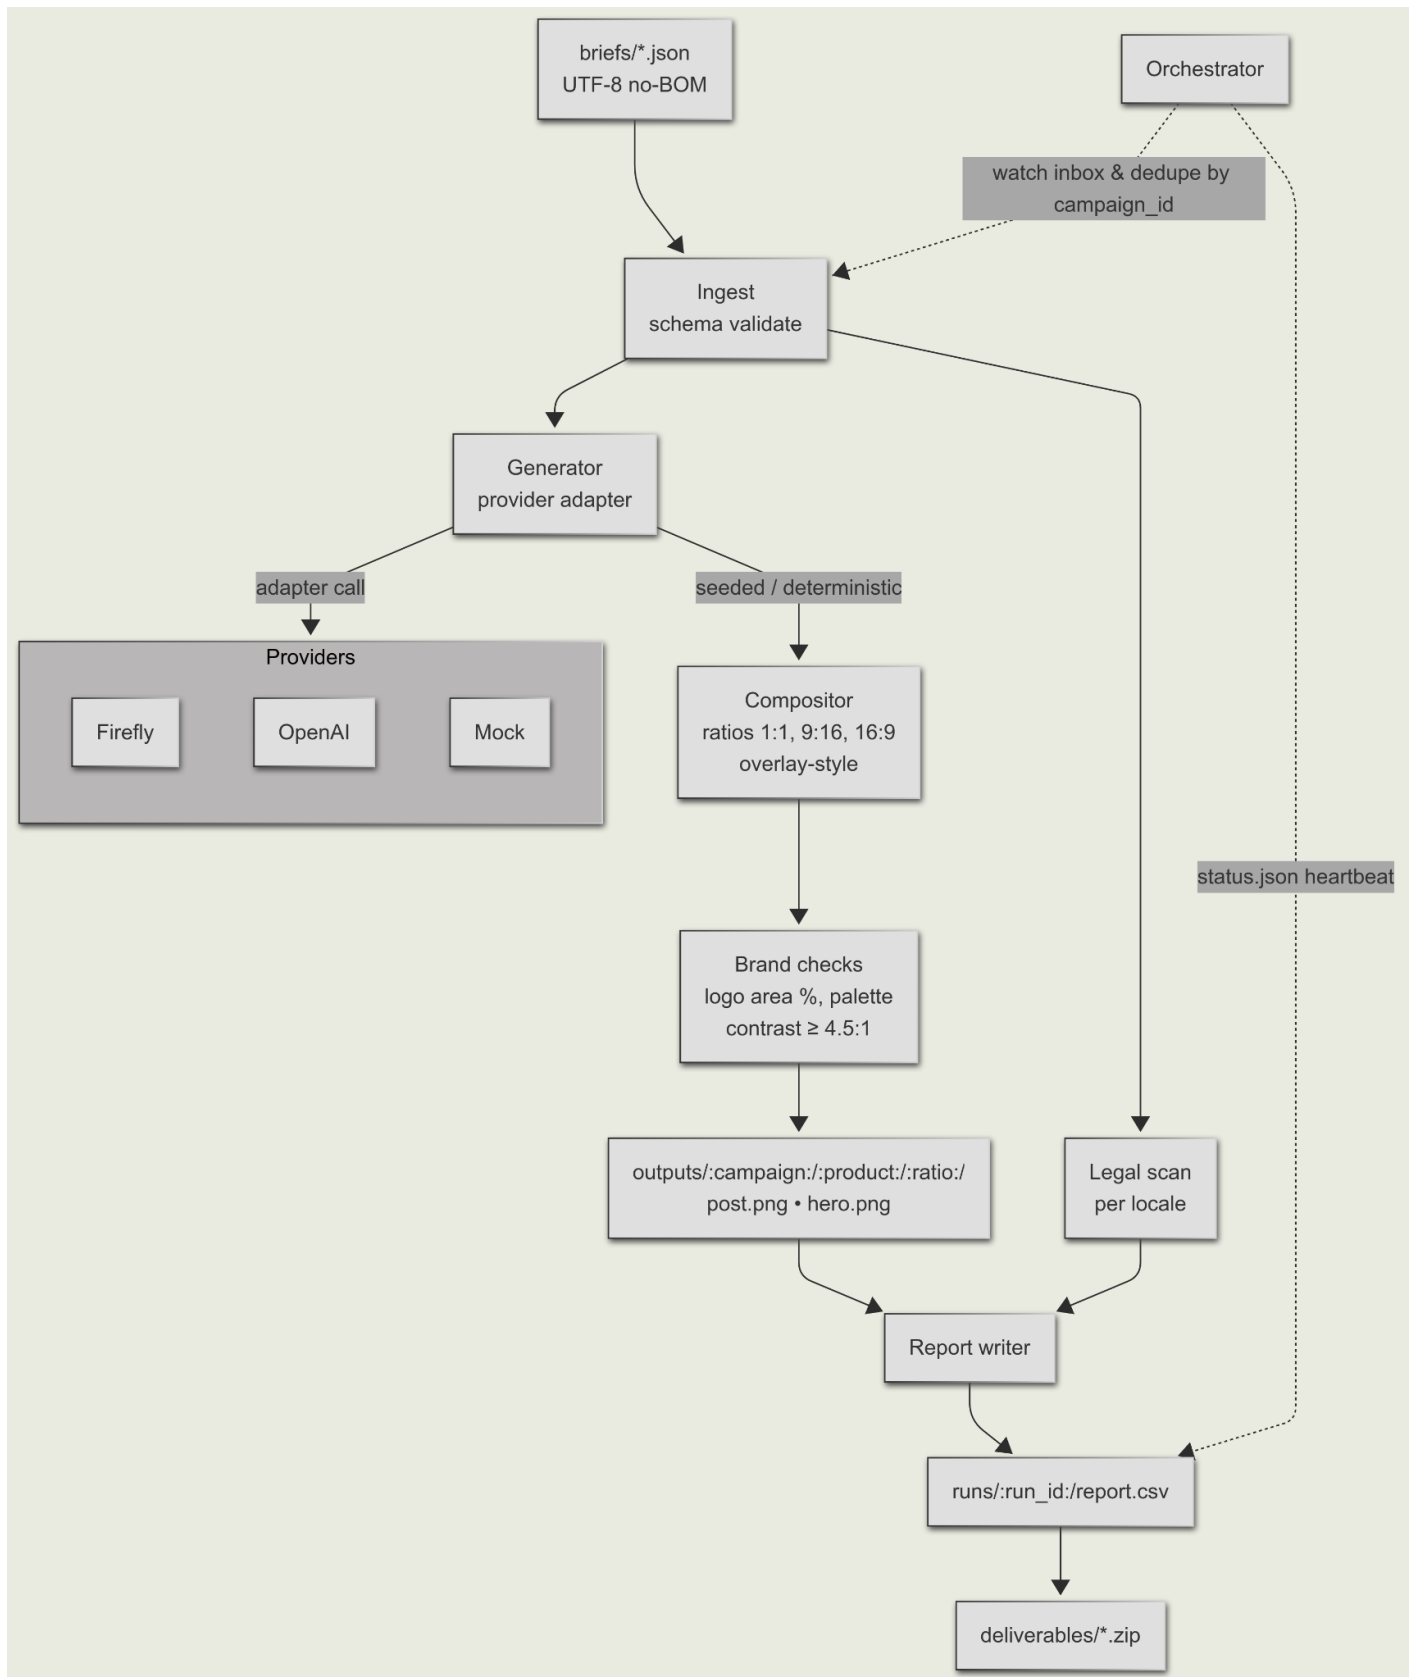 briefs/*.json
UTF-8 no-BOM
Orchestrator
watch inbox & dedupe by
campaign_id
Ingest
schema validate
Generator
provider adapter
adapter call
seeded / deterministic
Providers
Firefly
OpenAI
Mock
Compositor
ratios 1:1, 9:16, 16:9
overlay-style
status.json heartbeat
Brand checks
logo area %, palette
contrast ≥ 4.5:1
outputs/:campaign:/:product:/:ratio:/
post.png • hero.png
Legal scan
per locale
Report writer
runs/:run_id:/report.csv
deliverables/*.zip